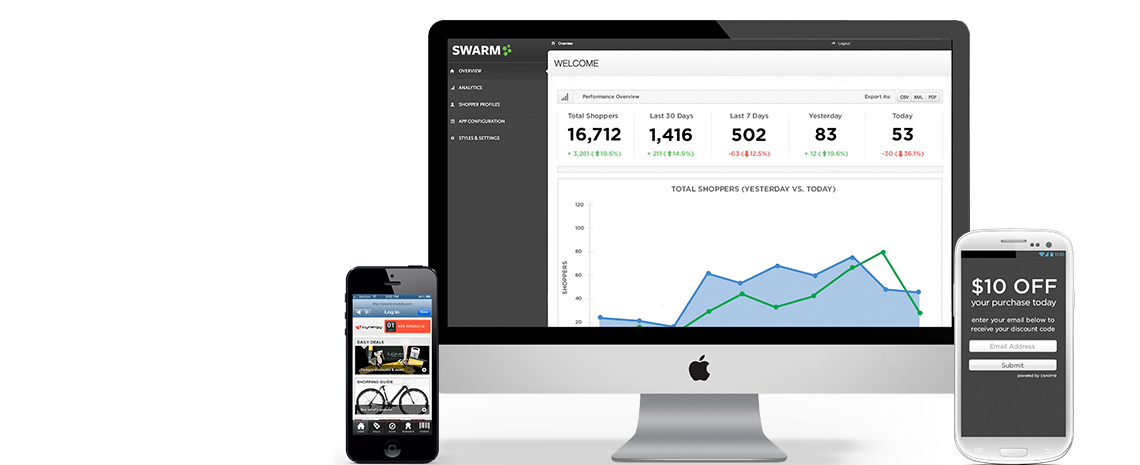 SWARM
Overview
Logout
OVERVIEW
ANALYTICS
SHOPPER PROFILES
APP CONFIGURATION
STYLES & SETTINGS
WELCOME
Performance Overview
Export As: CSV XML PDF
Total Shoppers Last 30 Days Last 7 Days Yesterday Today
16,712 1,416 502 83 53
+ 3,281 (19.6%) + 211 (14.9%) -63 (12.5%) + 12 (19.6%) -30 (36.1%)
TOTAL SHOPPERS (YESTERDAY VS. TODAY)
120
100
80
60
40
20
SHOPPERS
Log In
cynergy 01
DAILY DEALS
Today's discounts & deals
SHOPPING GUIDE
$10 OFF
your purchase today
enter your email below to
receive your discount code
Email Address
Submit
powered by SWARM